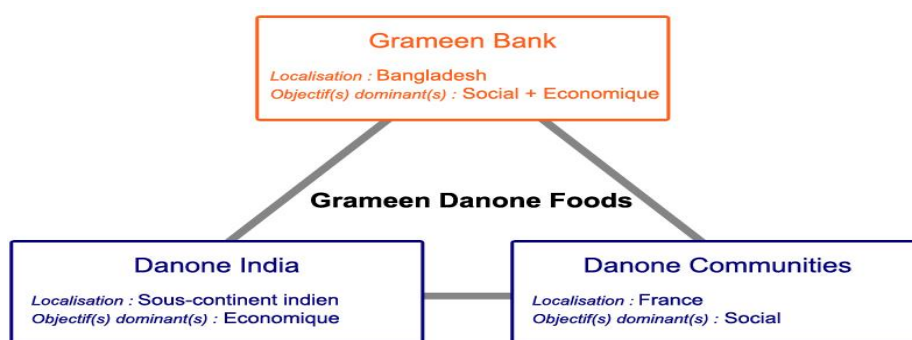 Grameen Bank
Localisation : Bangladesh
Objectif(s) dominant(s) : Social + Economique
Grameen Danone Foods
Danone India
Localisation : Sous-continent indien
Objectif(s) dominant(s) : Economique
Danone Communities
Localisation : France
Objectif(s) dominant(s) : Social